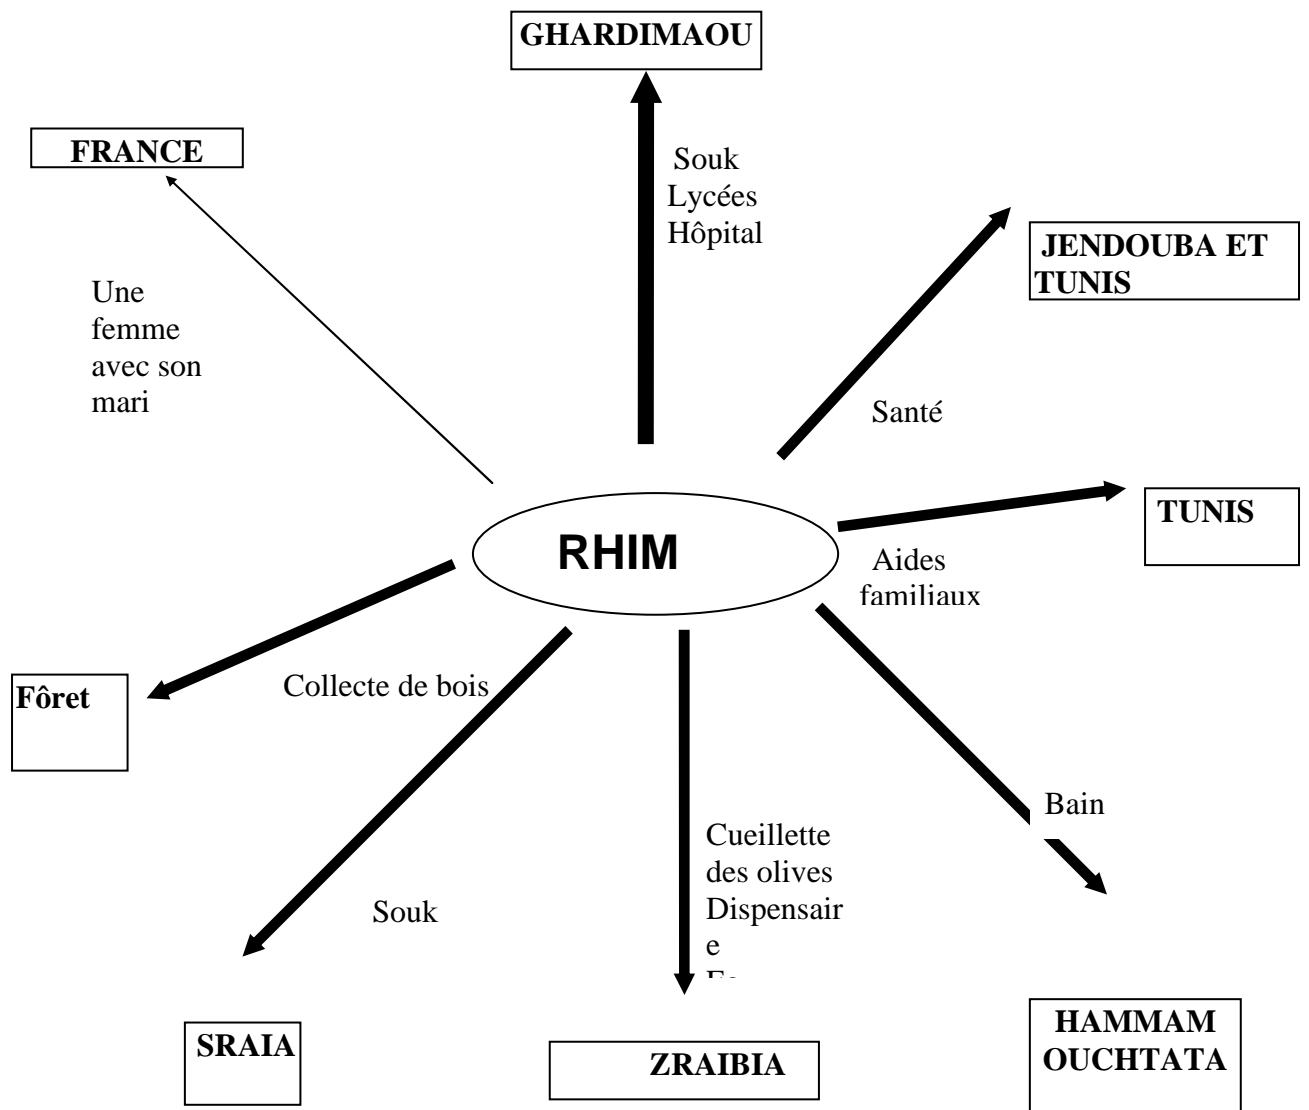 GHARDIMAOU
FRANCE
Souk
Lycées
Hôpital
JENDOUBA ET
TUNIS
Une
femme
avec son
mari
Santé
TUNIS
RHIM
Aides
familiaux
Fôret
Collecte de bois
Bain
Cueillette
des olives
Dispensair
e
Souk
SRAIA
ZRAIBIA
HAMMAM
OUCHTATA